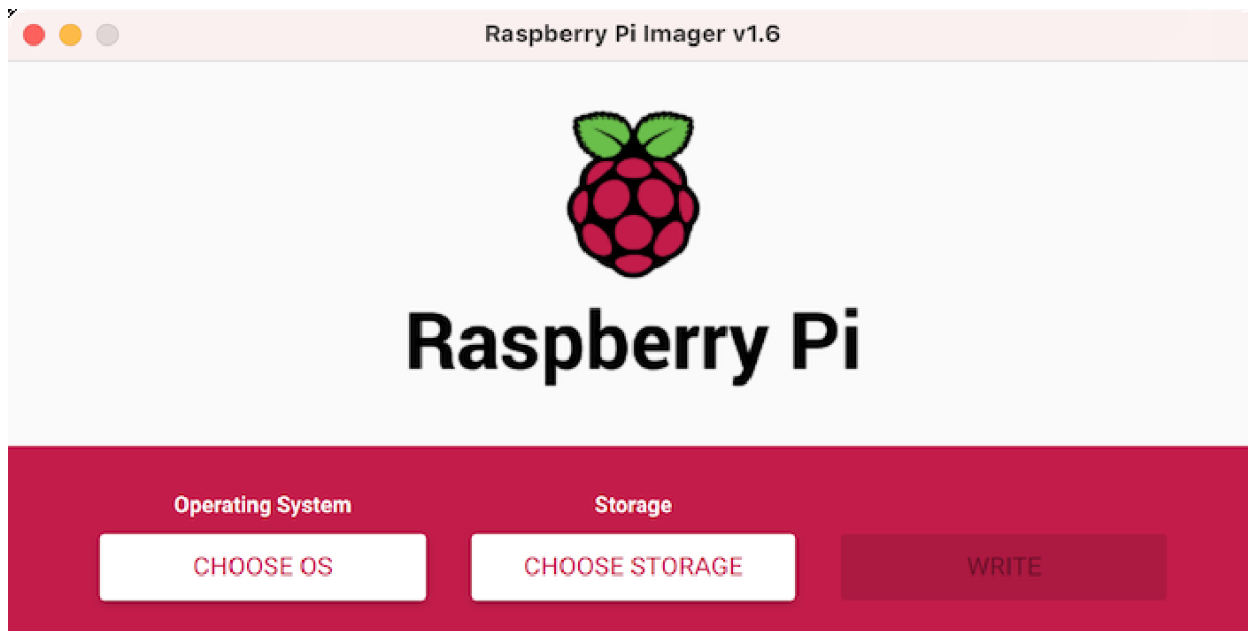 Raspberry Pi Imager v1.6
Raspberry Pi
Operating System
Storage
CHOOSE OS
CHOOSE STORAGE
WRITE